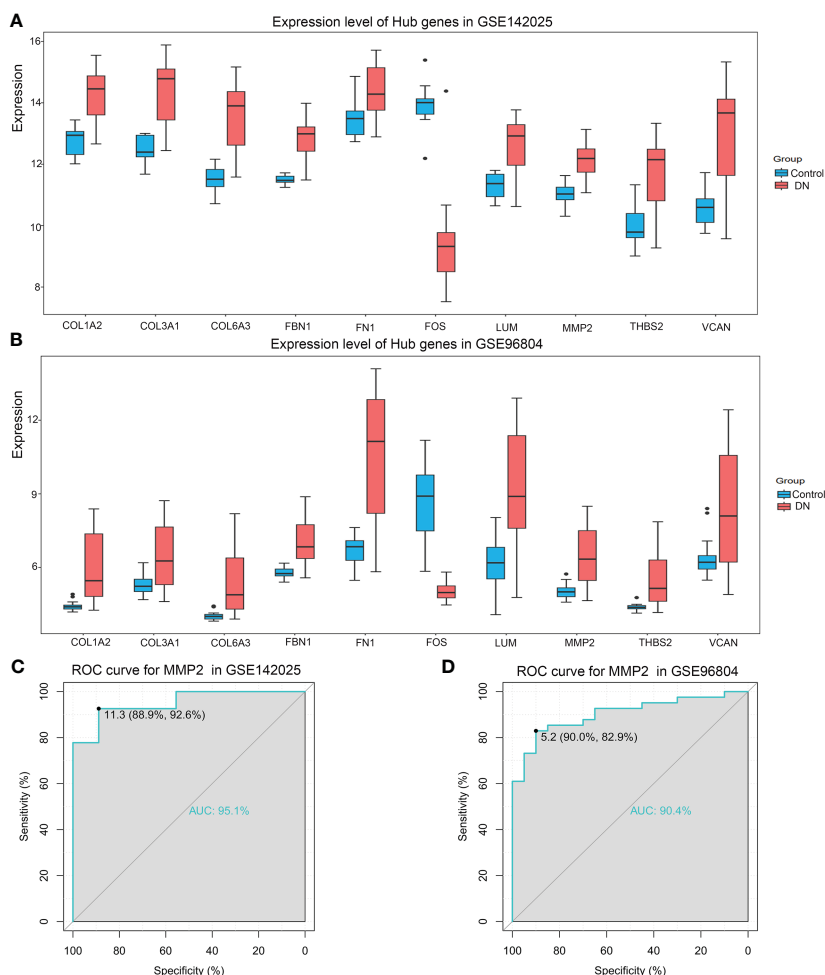 A
Expression level of Hub genes in GSE142025
16
14
12
10
8
Expression
Group
Control
DN
COL1A2 COL3A1 COL6A3 FBN1 FN1 FOS LUM MMP2 THBS2 VCAN
B
Expression level of Hub genes in GSE96804
12
9
6
Expression
Group
Control
DN
COL1A2 COL3A1 COL6A3 FBN1 FN1 FOS LUM MMP2 THBS2 VCAN
C
ROC curve for MMP2 in GSE142025
100
80
60
40
20
0
Sensitivity (%)
11.3 (88.9%, 92.6%)
AUC: 95.1%
100 80 60 40 20 0
Specificity (%)
D
ROC curve for MMP2 in GSE96804
100
80
60
40
20
0
Sensitivity (%)
5.2 (90.0%, 82.9%)
AUC: 90.4%
100 80 60 40 20 0
Specificity (%)